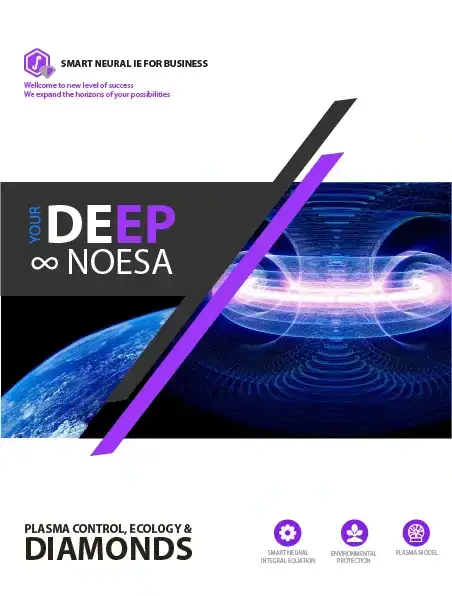 SMART NEURAL IE FOR BUSINESS
Wellcome to new level of success
We expand the horizons of your possibilities
YOUR
DEEP
∞ NOESA
PLASMA CONTROL, ECOLOGY &
DIAMONDS
SMART NEURAL
INTEGRAL EQUATION
ENVIRONMENTAL
PROTECTION
PLASMA MODEL